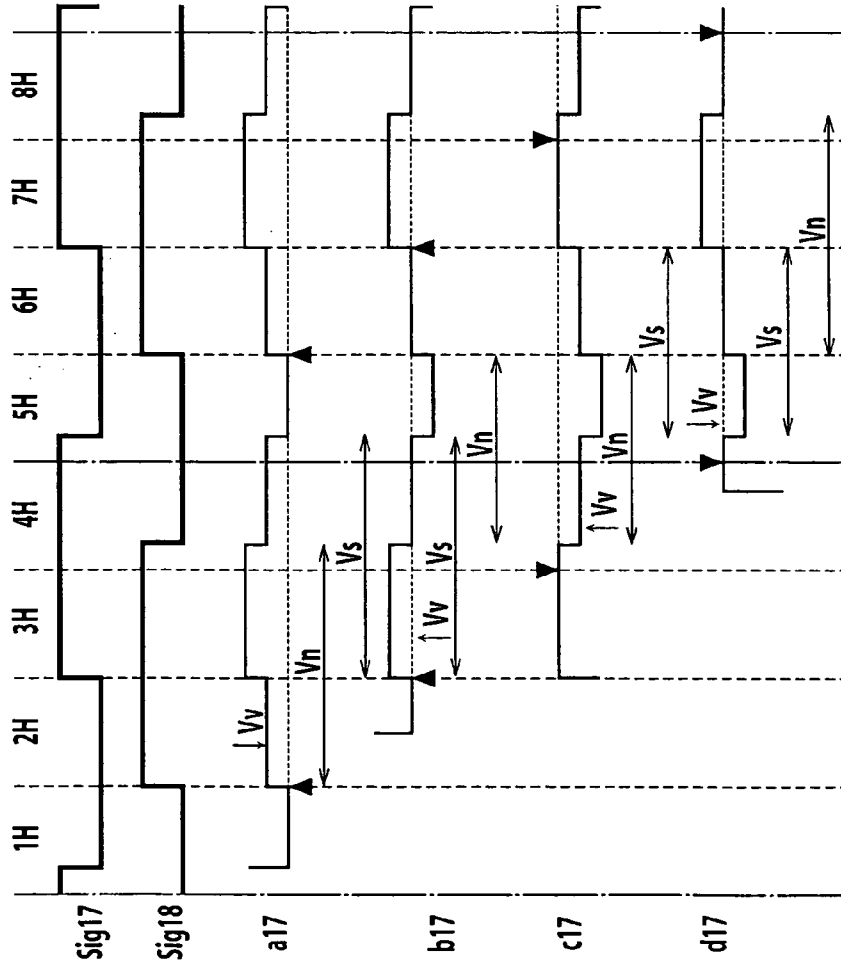 1H 2H 3H 4H 5H 6H 7H 8H
Sig17
Sig18
a17
Vv
Vn
Vs
b17
Vv
Vs
Vn
c17
Vv
Vn
Vs
d17
Vv
Vs
Vn